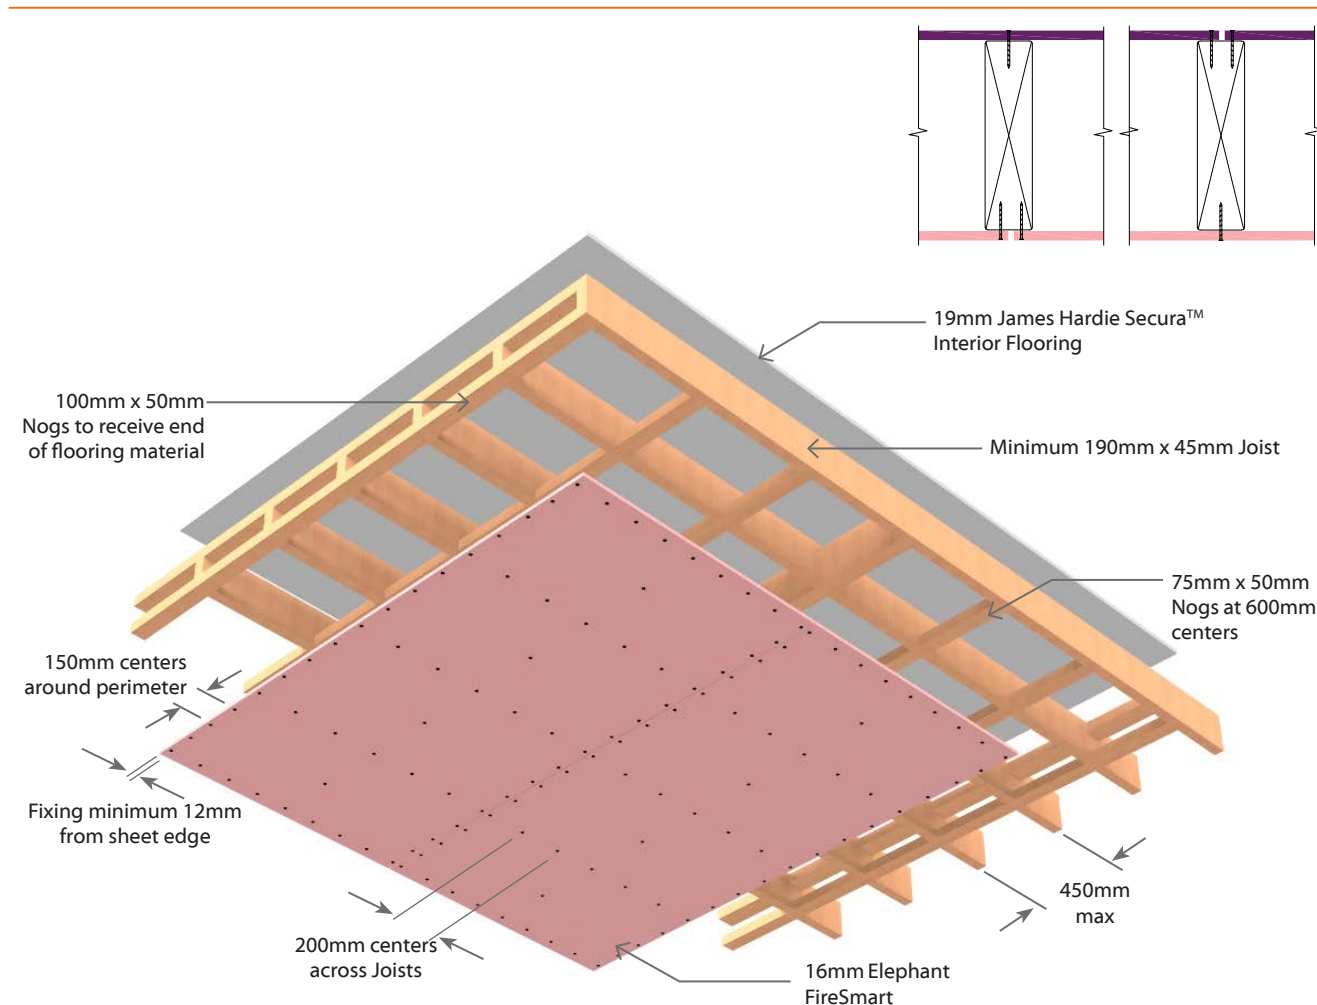 19mm James Hardie Secura™
Interior Flooring
100mm x 50mm
Nogs to receive end
of flooring material
Minimum 190mm x 45mm Joist
75mm x 50mm
Nogs at 600mm
centers
150mm centers
around perimeter
Fixing minimum 12mm
from sheet edge
450mm
max
200mm centers
across Joists
16mm Elephant
FireSmart